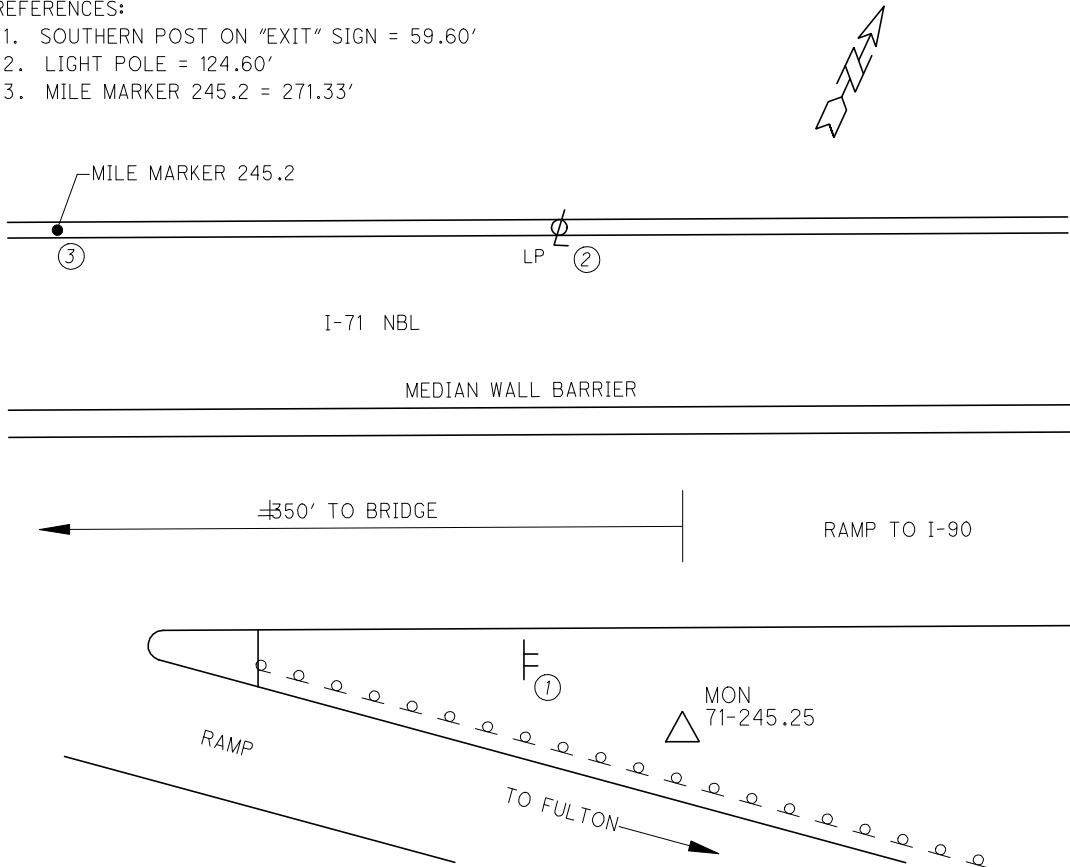 REFERENCES:
1. SOUTHERN POST ON "EXIT" SIGN = 59.60'
2. LIGHT POLE = 124.60'
3. MILE MARKER 245.2 = 271.33'
N
MILE MARKER 245.2
3
LP
2
I-71 NBL
MEDIAN WALL BARRIER
±350' TO BRIDGE
RAMP TO I-90
1
MON
71-245.25
RAMP
TO FULTON